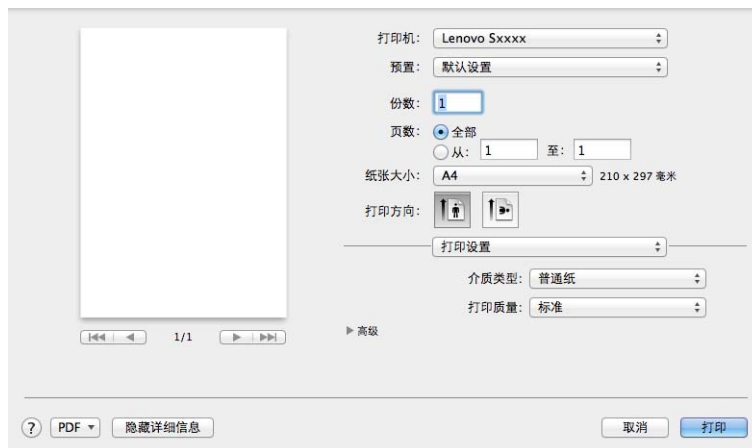 打印机: Lenovo Sxxxx
预置: 默认设置
份数: 1
页数: 全部
从: 1 至: 1
纸张大小: A4 210 x 297 毫米
打印方向:
打印设置
介质类型: 普通纸
打印质量: 标准
1/1
高级
? PDF 隐藏详细信息 取消 打印